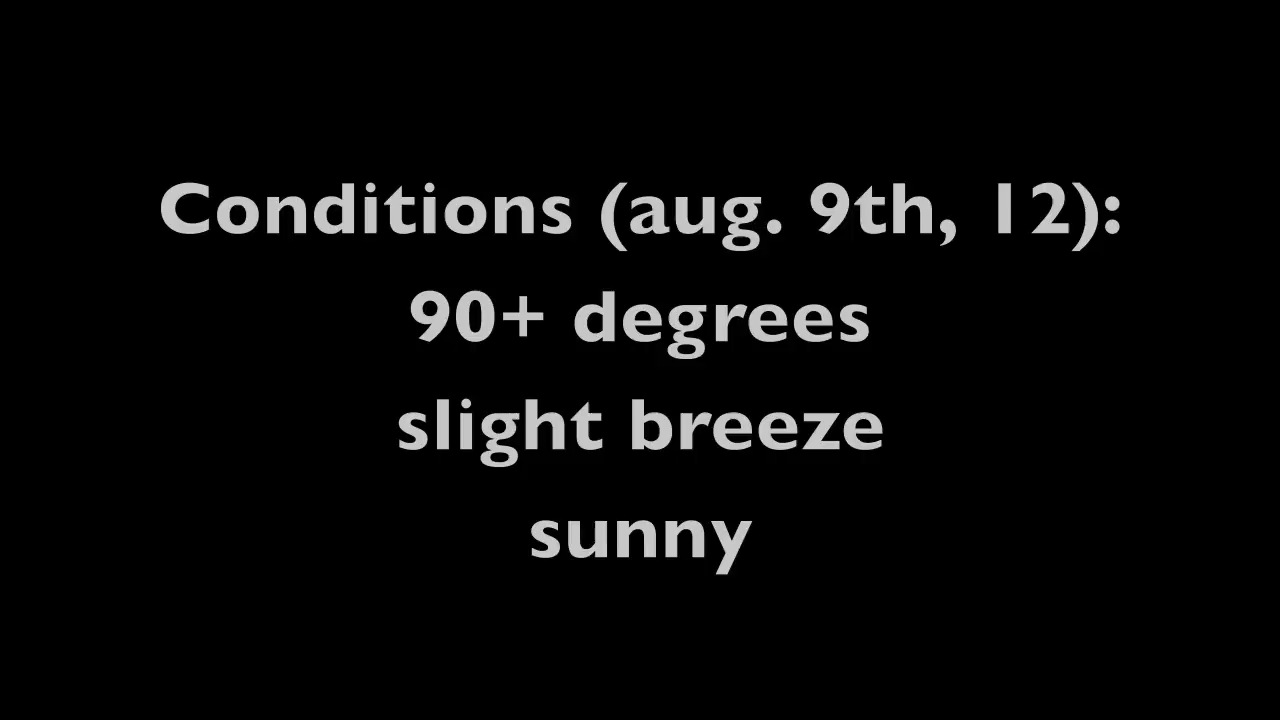 Conditions (aug. 9th, 12):
90+ degrees
slight breeze
sunny